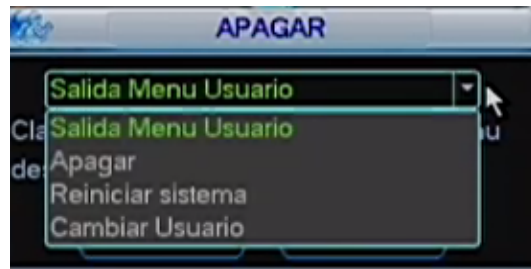 APAGAR
Salida Menu Usuario
Salida Menu Usuario
Apagar
Reiniciar sistema
Cambiar Usuario